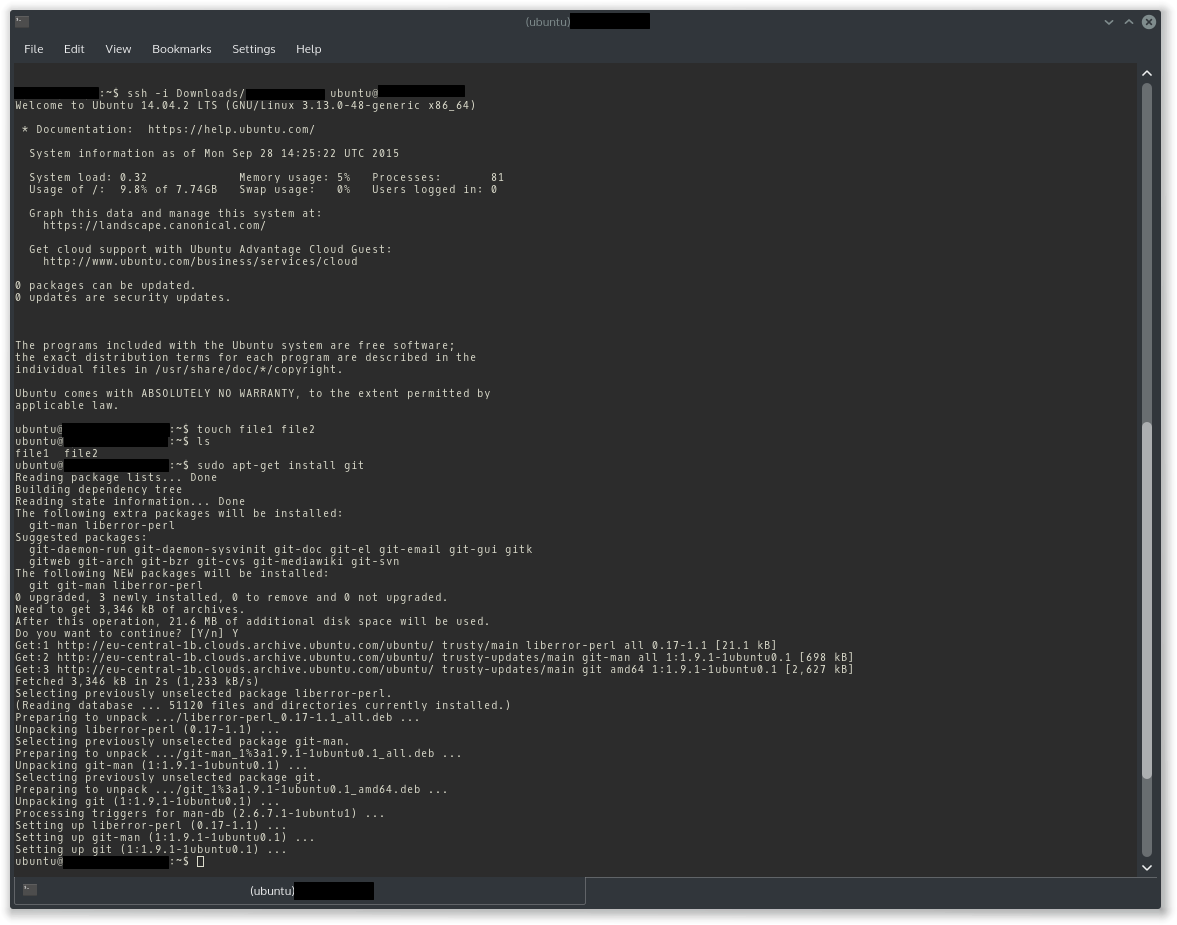 (ubuntu)
File Edit View Bookmarks Settings Help
:~$ ssh -i Downloads/ ubuntu@
Welcome to Ubuntu 14.04.2 LTS (GNU/Linux 3.13.0-48-generic x86_64)
* Documentation: https://help.ubuntu.com/
System information as of Mon Sep 28 14:25:22 UTC 2015
System load: 0.32 Memory usage: 5% Processes: 81
Usage of /: 9.8% of 7.74GB Swap usage: 0% Users logged in: 0
Graph this data and manage this system at:
https://landscape.canonical.com/
Get cloud support with Ubuntu Advantage Cloud Guest:
http://www.ubuntu.com/business/services/cloud
0 packages can be updated.
0 updates are security updates.
The programs included with the Ubuntu system are free software;
the exact distribution terms for each program are described in the
individual files in /usr/share/doc/*/copyright.
Ubuntu comes with ABSOLUTELY NO WARRANTY, to the extent permitted by
applicable law.
ubuntu@ :~$ touch file1 file2
ubuntu@ :~$ ls
file1 file2
ubuntu@ :~$ sudo apt-get install git
Reading package lists... Done
Building dependency tree
Reading state information... Done
The following extra packages will be installed:
git-man liberror-perl
Suggested packages:
git-daemon-run git-daemon-sysvinit git-doc git-el git-email git-gui gitk
gitweb git-arch git-bzr git-cvs git-mediawiki git-svn
The following NEW packages will be installed:
git git-man liberror-perl
0 upgraded, 3 newly installed, 0 to remove and 0 not upgraded.
Need to get 3,346 kB of archives.
After this operation, 21.6 MB of additional disk space will be used.
Do you want to continue? [Y/n] Y
Get:1 http://eu-central-1b.clouds.archive.ubuntu.com/ubuntu/ trusty/main liberror-perl all 0.17-1.1 [21.1 kB]
Get:2 http://eu-central-1b.clouds.archive.ubuntu.com/ubuntu/ trusty-updates/main git-man all 1:1.9.1-1ubuntu0.1 [698 kB]
Get:3 http://eu-central-1b.clouds.archive.ubuntu.com/ubuntu/ trusty-updates/main git amd64 1:1.9.1-1ubuntu0.1 [2,627 kB]
Fetched 3,346 kB in 2s (1,233 kB/s)
Selecting previously unselected package liberror-perl.
(Reading database ... 51120 files and directories currently installed.)
Preparing to unpack .../liberror-perl_0.17-1.1_all.deb ...
Unpacking liberror-perl (0.17-1.1) ...
Selecting previously unselected package git-man.
Preparing to unpack .../git-man_1%3a1.9.1-1ubuntu0.1_all.deb ...
Unpacking git-man (1:1.9.1-1ubuntu0.1) ...
Selecting previously unselected package git.
Preparing to unpack .../git_1%3a1.9.1-1ubuntu0.1_amd64.deb ...
Unpacking git (1:1.9.1-1ubuntu0.1) ...
Processing triggers for man-db (2.6.7.1-1ubuntu1) ...
Setting up liberror-perl (0.17-1.1) ...
Setting up git-man (1:1.9.1-1ubuntu0.1) ...
Setting up git (1:1.9.1-1ubuntu0.1) ...
ubuntu@ :~$
(ubuntu)